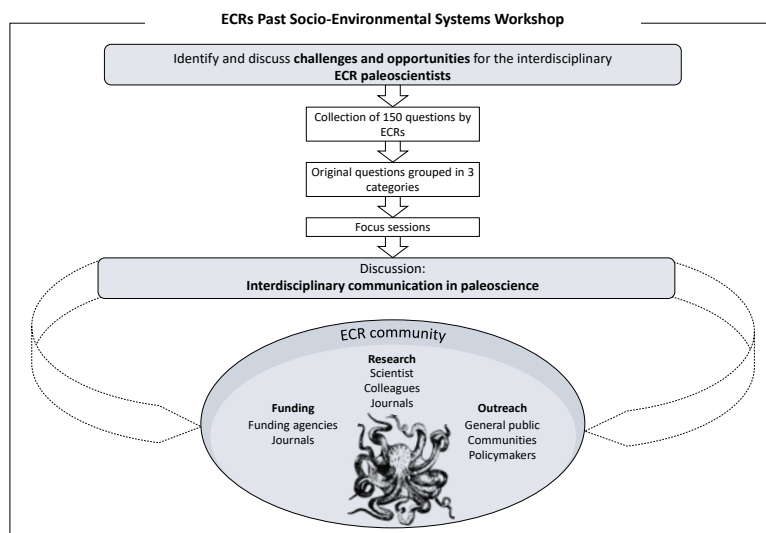 ECRs Past Socio-Environmental Systems Workshop
Identify and discuss challenges and opportunities for the interdisciplinary
ECR paleoscientists
Collection of 150 questions by
ECRs
Original questions grouped in 3
categories
Focus sessions
Discussion:
Interdisciplinary communication in paleoscience
ECR community
Research
Scientist
Colleagues
Journals
Funding
Funding agencies
Journals
Outreach
General public
Communities
Policymakers